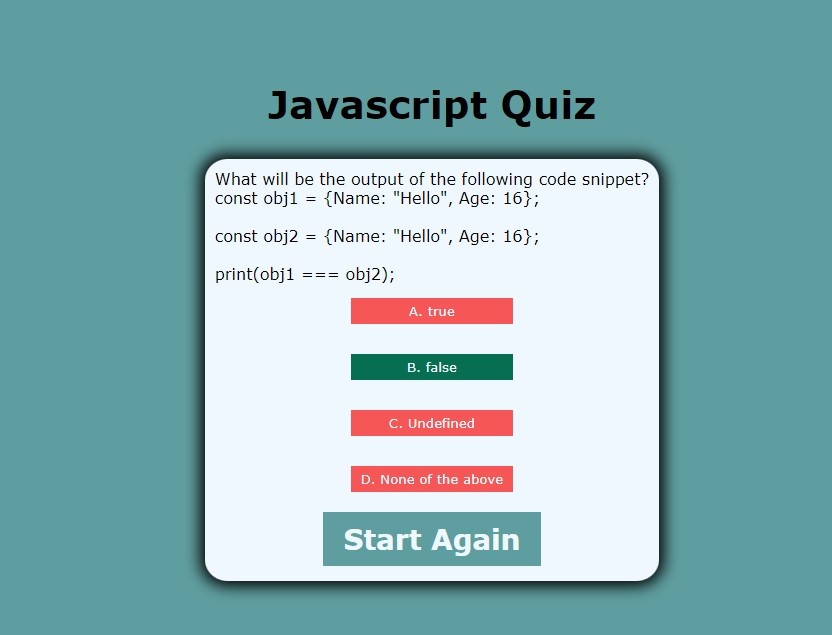 Javascript Quiz
What will be the output of the following code snippet?
const obj1 = {Name: "Hello", Age: 16};
const obj2 = {Name: "Hello", Age: 16};
print(obj1 === obj2);
A. true
B. false
C. Undefined
D. None of the above
Start Again